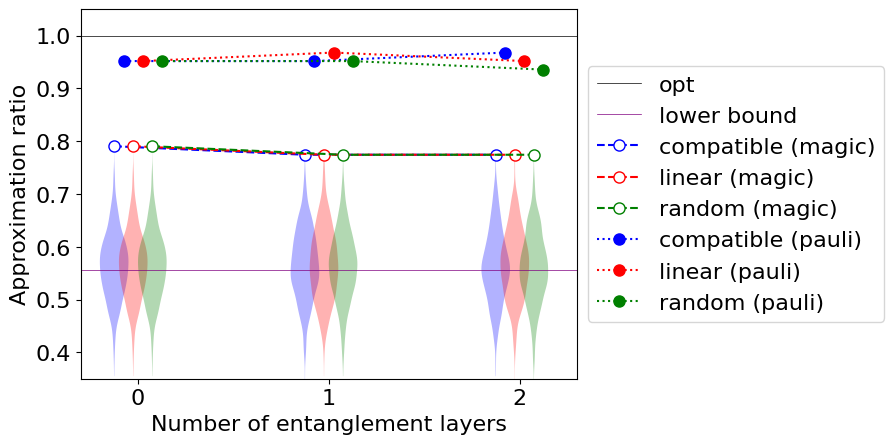 1.0
0.9
0.8
0.7
0.6
0.5
0.4
Approximation ratio
0 1 2
Number of entanglement layers
opt
lower bound
compatible (magic)
linear (magic)
random (magic)
compatible (pauli)
linear (pauli)
random (pauli)